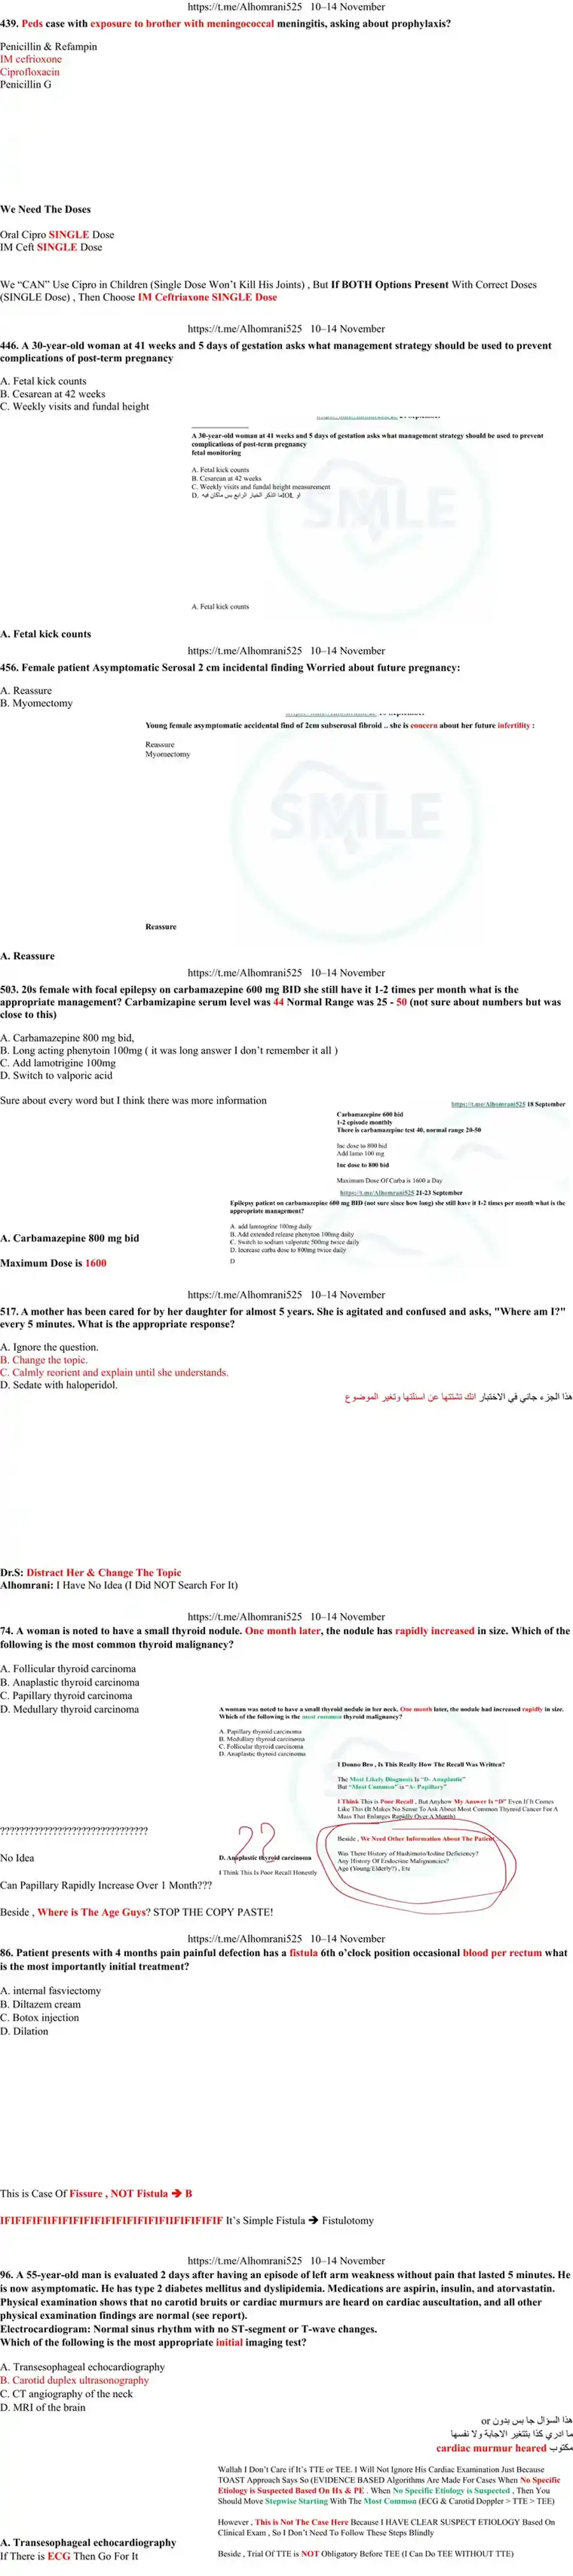 https://t.me/Alhomrani525 10–14 November
439. Peds case with exposure to brother with meningococcal meningitis, asking about prophylaxis?
Penicillin & Refampin
IM cefrioxone
Ciprofloxacin
Penicillin G
We Need The Doses
Oral Cipro SINGLE Dose
IM Ceft SINGLE Dose
We “CAN” Use Cipro in Children (Single Dose Won’t Kill His Joints) , But If BOTH Options Present With Correct Doses
(SINGLE Dose) , Then Choose IM Ceftriaxone SINGLE Dose
https://t.me/Alhomrani525 10–14 November
446. A 30-year-old woman at 41 weeks and 5 days of gestation asks what management strategy should be used to prevent
complications of post-term pregnancy
A. Fetal kick counts
B. Cesarean at 42 weeks
C. Weekly visits and fundal height
A 30-year-old woman at 41 weeks and 5 days of gestation asks what management strategy should be used to prevent
complications of post-term pregnancy
fetal monitoring
A. Fetal kick counts
B. Cesarean at 42 weeks
C. Weekly visits and fundal height measurement
D. ما اتذكر الخيار الرابع بس ماكان فيه IOL او
SMLE
A. Fetal kick counts
A. Fetal kick counts
https://t.me/Alhomrani525 10–14 November
456. Female patient Asymptomatic Serosal 2 cm incidental finding Worried about future pregnancy:
A. Reassure
B. Myomectomy
Young female asymptomatic accidental find of 2cm subserosal fibroid .. she is concern about her future infertility :
Reassure
Myomectomy
SMLE
Reassure
A. Reassure
https://t.me/Alhomrani525 10–14 November
503. 20s female with focal epilepsy on carbamazepine 600 mg BID she still have it 1-2 times per month what is the
appropriate management? Carbamizapine serum level was 44 Normal Range was 25 - 50 (not sure about numbers but was
close to this)
A. Carbamazepine 800 mg bid,
B. Long acting phenytoin 100mg ( it was long answer I don’t remember it all )
C. Add lamotrigine 100mg
D. Switch to valporic acid
Sure about every word but I think there was more information
https://t.me/Alhomrani525 18 September
Carbamazepine 600 bid
1-2 episode monthly
There is carbamazepine test 40, normal range 20-50
Inc dose to 800 bid
Add lamo 100 mg
Inc dose to 800 bid
Maximum Dose Of Carba is 1600 a Day
https://t.me/Alhomrani525 21-23 September
Epilepsy patient on carbamazepine 600 mg BID (not sure since how long) she still have it 1-2 times per month what is the
appropriate management?
A. add lamtogrine 100mg daily
B. Add extended release phenyton 100mg daily
C. Switch to sodium valporate 500mg twice daily
D. Increase carba dose to 800mg twice daily
D
A. Carbamazepine 800 mg bid
Maximum Dose is 1600
https://t.me/Alhomrani525 10–14 November
517. A mother has been cared for by her daughter for almost 5 years. She is agitated and confused and asks, "Where am I?"
every 5 minutes. What is the appropriate response?
A. Ignore the question.
B. Change the topic.
C. Calmly reorient and explain until she understands.
D. Sedate with haloperidol.
هذا الجزء جاني في الاختبار انك تشتتها عن اسئلتها وتغير الموضوع
Dr.S: Distract Her & Change The Topic
Alhomrani: I Have No Idea (I Did NOT Search For It)
https://t.me/Alhomrani525 10–14 November
74. A woman is noted to have a small thyroid nodule. One month later, the nodule has rapidly increased in size. Which of the
following is the most common thyroid malignancy?
A. Follicular thyroid carcinoma
B. Anaplastic thyroid carcinoma
C. Papillary thyroid carcinoma
D. Medullary thyroid carcinoma
A woman was noted to have a small thyroid nodule in her neck. One month later, the nodule had increased rapidly in size.
Which of the following is the most common thyroid malignancy?
A. Papillary thyroid carcinoma
B. Medullary thyroid carcinoma
C. Follicular thyroid carcinoma
D. Anaplastic thyroid carcinoma
I Donno Bro , Is This Really How The Recall Was Written?
The Most Likely Diagnosis Is “D- Anaplastic”
But “Most Common” is “A- Papillary”
I Think This is Poor Recall , But Anyhow My Answer Is “D” Even If It Comes
Like This (It Makes No Sense To Ask About Most Common Thyroid Cancer For A
Mass That Enlarges Rapidly Over A Month)
Beside , We Need Other Information About The Patient
Was There History of Hashimoto/Iodine Deficiency?
Any History Of Endocrine Malignancies?
Age (Young/Elderly?) , Etc
??
D. Anaplastic thyroid carcinoma
I Think This Is Poor Recall Honestly
????????????????????????????????
No Idea
Can Papillary Rapidly Increase Over 1 Month???
Beside , Where is The Age Guys? STOP THE COPY PASTE!
https://t.me/Alhomrani525 10–14 November
86. Patient presents with 4 months pain painful defection has a fistula 6th o’clock position occasional blood per rectum what
is the most importantly initial treatment?
A. internal fasviectomy
B. Diltazem cream
C. Botox injection
D. Dilation
This is Case Of Fissure , NOT Fistula ➔ B
IFIFIFIFIIFIFIFIFIFIFIFIFIFIFIFIIFIFIFIFIF It’s Simple Fistula ➔ Fistulotomy
https://t.me/Alhomrani525 10–14 November
96. A 55-year-old man is evaluated 2 days after having an episode of left arm weakness without pain that lasted 5 minutes. He
is now asymptomatic. He has type 2 diabetes mellitus and dyslipidemia. Medications are aspirin, insulin, and atorvastatin.
Physical examination shows that no carotid bruits or cardiac murmurs are heard on cardiac auscultation, and all other
physical examination findings are normal (see report).
Electrocardiogram: Normal sinus rhythm with no ST-segment or T-wave changes.
Which of the following is the most appropriate initial imaging test?
A. Transesophageal echocardiography
B. Carotid duplex ultrasonography
C. CT angiography of the neck
D. MRI of the brain
هذا السؤال جا بس بدون or
ما ادري كذا بتتغير الاجابة ولا نفسها
مكتوب cardiac murmur heared
Wallah I Don’t Care if It’s TTE or TEE. I Will Not Ignore His Cardiac Examination Just Because
TOAST Approach Says So (EVIDENCE BASED Algorithms Are Made For Cases When No Specific
Etiology is Suspected Based On Hx & PE . When No Specific Etiology is Suspected , Then You
Should Move Stepwise Starting With The Most Common (ECG & Carotid Doppler > TTE > TEE)
However , This is Not The Case Here Because I HAVE CLEAR SUSPECT ETIOLOGY Based On
Clinical Exam , So I Don’t Need To Follow These Steps Blindly
Beside , Trial Of TTE is NOT Obligatory Before TEE (I Can Do TEE WITHOUT TTE)
A. Transesophageal echocardiography
If There is ECG Then Go For It